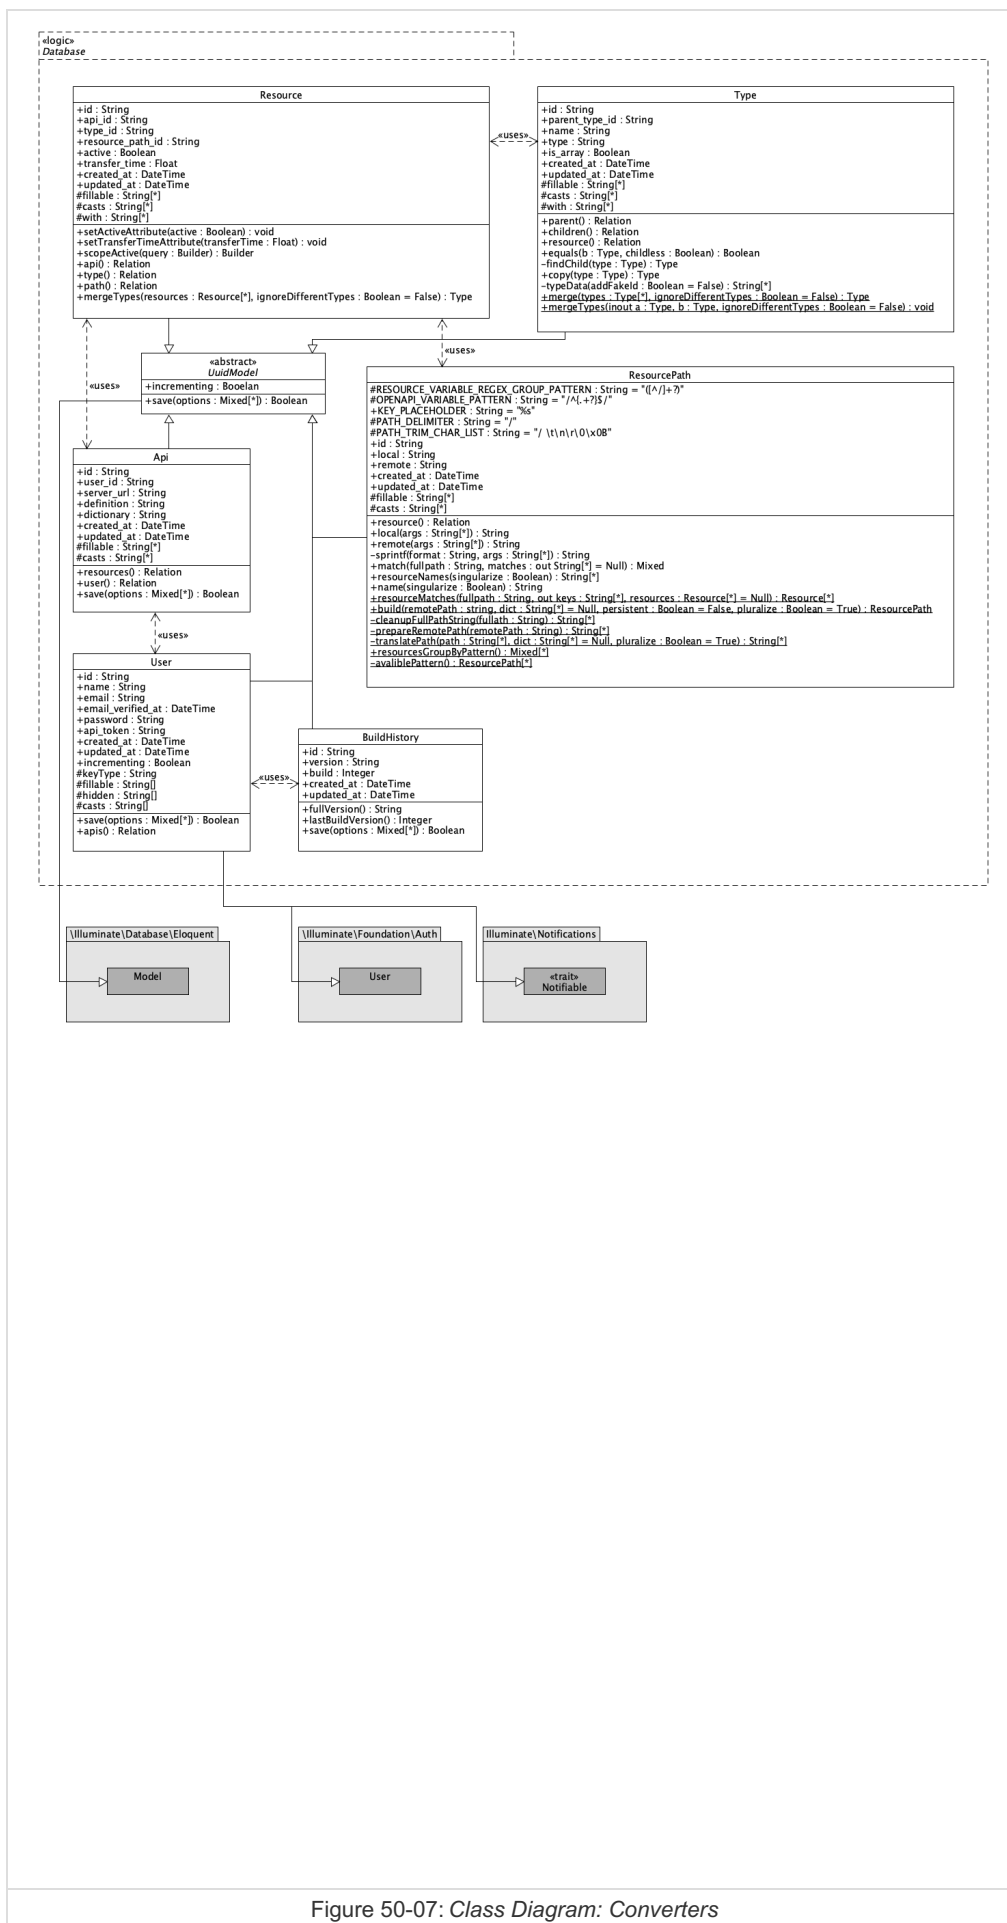 «logic»
Database
Resource
+id : String
+api_id : String
+type_id : String
+resource_path_id : String
+active : Boolean
+transfer_time : Float
+created_at : DateTime
+updated_at : DateTime
#fillable : String[*]
#casts : String[*]
#with : String[*]
+setActiveAttribute(active : Boolean) : void
+setTransferTimeAttribute(transferTime : Float) : void
+scopeActive(query : Builder) : Builder
+api() : Relation
+type() : Relation
+path() : Relation
+mergeTypes(resources : Resource[*], ignoreDifferentTypes : Boolean = False) : Type
«uses»
Type
+id : String
+parent_type_id : String
+name : String
+type : String
+is_array : Boolean
+created_at : DateTime
+updated_at : DateTime
#fillable : String[*]
#casts : String[*]
#with : String[*]
+parent() : Relation
+children() : Relation
+resource() : Relation
+equals(b : Type, childless : Boolean) : Boolean
-findChild(type : Type) : Type
+copy(type : Type) : Type
-typeData(addFakeId : Boolean = False) : String[*]
+merge(types : Type[*], ignoreDifferentTypes : Boolean = False) : Type
+mergeTypes(inout a : Type, b : Type, ignoreDifferentTypes : Boolean = False) : void
«uses»
«uses»
«abstract»
UuidModel
+incrementing : Booelan
+save(options : Mixed[*]) : Boolean
ResourcePath
#RESOURCE_VARIABLE_REGEX_GROUP_PATTERN : String = "([^/]+?)"
#OPENAPI_VARIABLE_PATTERN : String = "/^{.+?}$/"
+KEY_PLACEHOLDER : String = "%s"
#PATH_DELIMITER : String = "/"
#PATH_TRIM_CHAR_LIST : String = "/ \t\n\r\0\x0B"
+id : String
+local : String
+remote : String
+created_at : DateTime
+updated_at : DateTime
#fillable : String[*]
#casts : String[*]
+resource() : Relation
+local(args : String[*]) : String
+remote(args : String[*]) : String
-sprintf(format : String, args : String[*]) : String
+match(fullpath : String, matches : out String[*] = Null) : Mixed
+resourceNames(singularize : Boolean) : String[*]
+name(singularize : Boolean) : String
+resourceMatches(fullpath : String, out keys : String[*], resources : Resource[*] = Null) : Resource[*]
+build(remotePath : string, dict : String[*] = Null, persistent : Boolean = False, pluralize : Boolean = True) : ResourcePath
-cleanupFullPathString(fullath : String) : String[*]
-prepareRemotePath(remotePath : String) : String[*]
-translatePath(path : String[*], dict : String[*] = Null, pluralize : Boolean = True) : String[*]
+resourcesGroupByPattern() : Mixed[*]
-avaliblePattern() : ResourcePath[*]
Api
+id : String
+user_id : String
+server_url : String
+definition : String
+dictionary : String
+created_at : DateTime
+updated_at : DateTime
#fillable : String[*]
#casts : String[*]
+resources() : Relation
+user() : Relation
+save(options : Mixed[*]) : Boolean
«uses»
User
+id : String
+name : String
+email : String
+email_verified_at : DateTime
+password : String
+api_token : String
+created_at : DateTime
+updated_at : DateTime
+incrementing : Boolean
#keyType : String
#fillable : String[]
#hidden : String[]
#casts : String[]
+save(options : Mixed[*]) : Boolean
+apis() : Relation
«uses»
BuildHistory
+id : String
+version : String
+build : Integer
+created_at : DateTime
+updated_at : DateTime
+fullVersion() : String
+lastBuildVersion() : Integer
+save(options : Mixed[*]) : Boolean
\Illuminate\Database\Eloquent
Model
\Illuminate\Foundation\Auth
User
Illuminate\Notifications
«trait»
Notifiable
Figure 50-07: Class Diagram: Converters